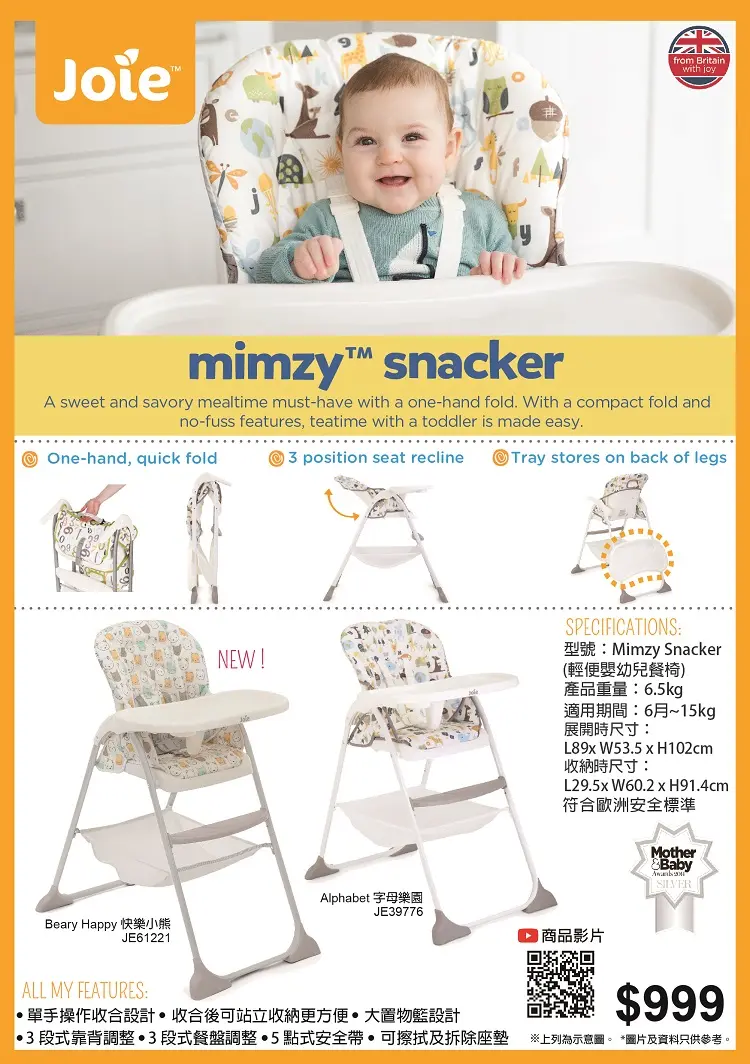 Joie™
from Britain
with joy
mimzy™ snacker
A sweet and savory mealtime must-have with a one-hand fold. With a compact fold and
no-fuss features, teatime with a toddler is made easy.
One-hand, quick fold
3 position seat recline
Tray stores on back of legs
NEW !
SPECIFICATIONS:
型號：Mimzy Snacker
(輕便嬰幼兒餐椅)
產品重量：6.5kg
適用期間：6月~15kg
展開時尺寸：
L89x W53.5 x H102cm
收納時尺寸：
L29.5x W60.2 x H91.4cm
符合歐洲安全標準
Joie
Joie
Mother
&Baby
Awards 2011
SILVER
Beary Happy 快樂小熊
JE61221
Alphabet 字母樂園
JE39776
商品影片
ALL MY FEATURES:
•單手操作收合設計• 收合後可站立收納更方便• 大置物籃設計
•3 段式靠背調整•3 段式餐盤調整•5 點式安全帶• 可擦拭及拆除座墊
$999
※上列為示意圖。 *圖片及資料只供參考。